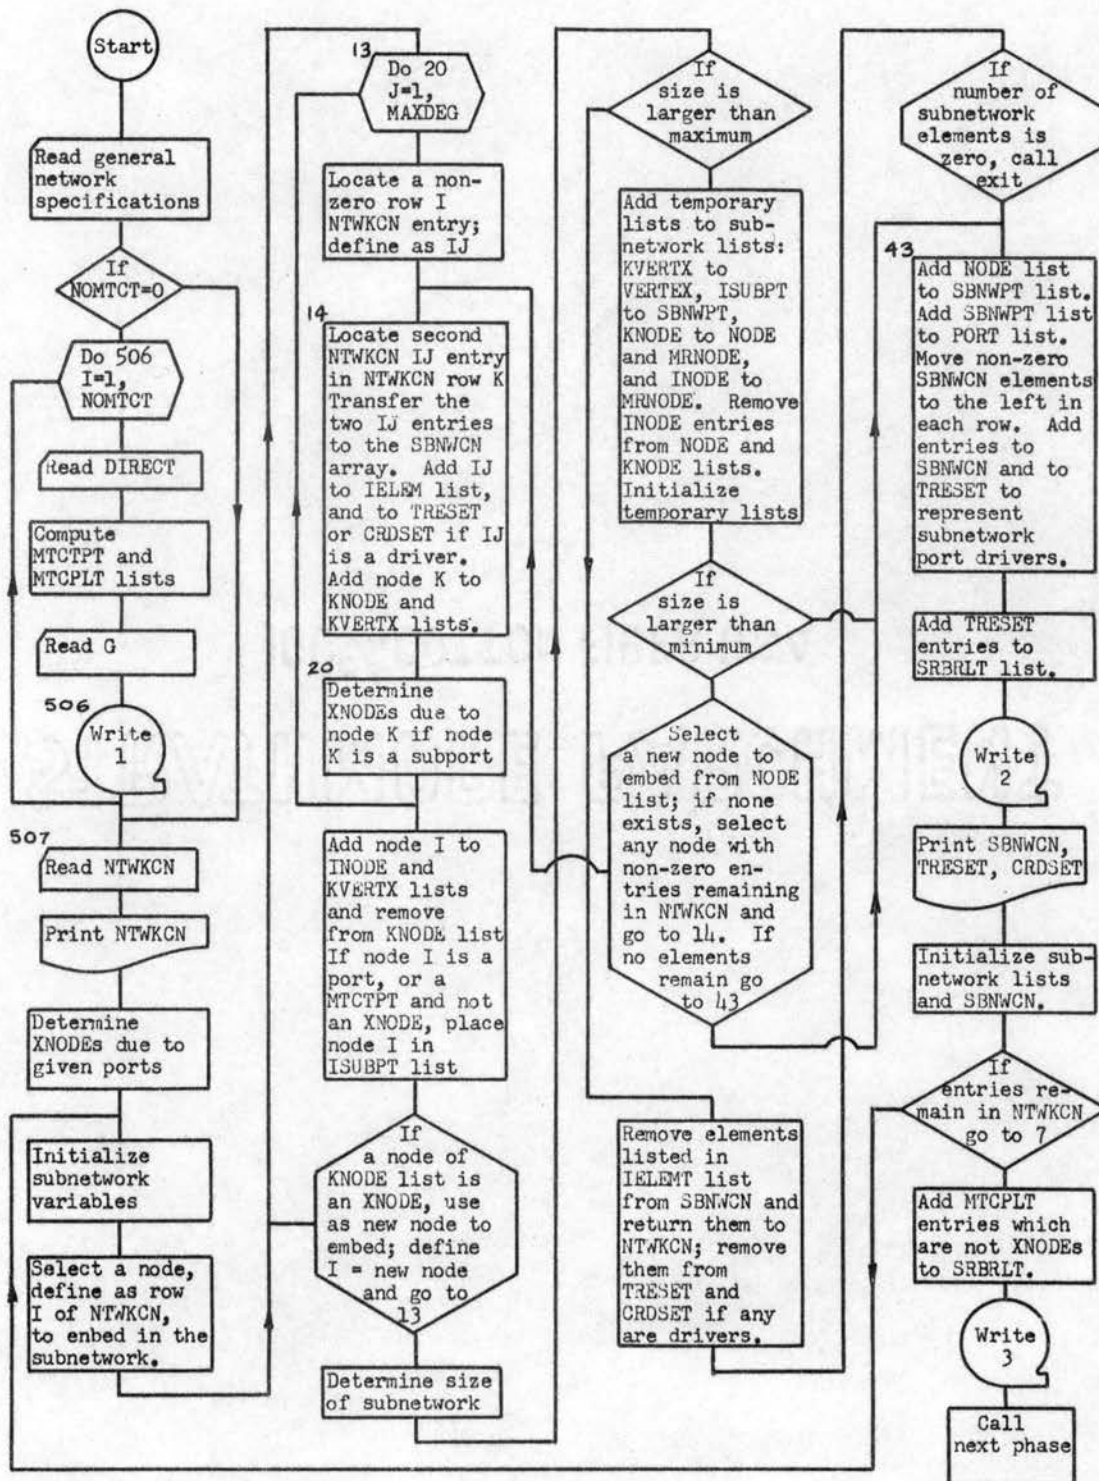 Start
Read general
network
specifications
If
NOMTCT=0
Do 506
I=1,
NOMTCT
Read DIRECT
Compute
MTCTPT and
MTCPLT lists
Read G
506
Write
1
507
Read NTWKCN
Print NTWKCN
Determine
XNODEs due to
given ports
Initialize
subnetwork
variables
Select a node,
define as row
I of NTWKCN,
to enbed in the
subnetwork.
13
Do 20
J=1,
MAXDEG
Locate a non-
zero row I
NTWKCN entry;
define as IJ
14
Locate second
NTWKCN IJ entry
in NTWKCN row K
Transfer the
two IJ entries
to the SBNWCN
array. Add IJ
to IELEM list,
and to TRESET
or CRDSET if IJ
is a driver.
Add node K to
KNODE and
KVERTX lists.
20
Determine
XNODEs due to
node K if node
K is a subport
Add node I to
INODE and
KVERTX lists
and remove
from KNODE list
If node I is a
port, or a
MTCTPT and not
an XNODE, place
node I in
ISUBPT list
If
a node of
KNODE list is
an XNODE, use
as new node to
embed; define
I = new node
and go to
13
Determine size
of subnetwork
If
size is
larger than
maximum
Add temporary
lists to sub-
network lists:
KVERTX to
VERTEX, ISUBPT
to SBNWPT,
KNODE to NODE
and MRNODE,
and INODE to
MRNODE. Remove
INODE entries
from NODE and
KNODE lists.
Initialize
temporary lists
If
size is
larger than
minimum
Select
a new node to
embed from NODE
list; if none
exists, select
any node with
non-zero en-
tries remaining
in NTWKCN and
go to 14. If
no elements
remain go
to 43
Remove elements
listed in
IELEMT list
from SBNWCN and
return them to
NTWKCN; remove
them from
TRESET and
CRDSET if any
are drivers.
If
number of
subnetwork
elements is
zero, call
exit
43
Add NODE list
to SBNWPT list.
Add SBNWPT list
to PORT list.
Move non-zero
SBNWCN elements
to the left in
each row. Add
entries to
SBNWCN and to
TRESET to
represent
subnetwork
port drivers.
Add TRESET
entries to
SRBRLT list.
Write
2
Print SBNWCN,
TRESET, CRDSET
Initialize sub-
network lists
and SBNWCN.
If
entries re-
main in NTWKCN
go to 7
Add MTCPLT
entries which
are not XNODEs
to SRBRLT.
Write
3
Call
next phase